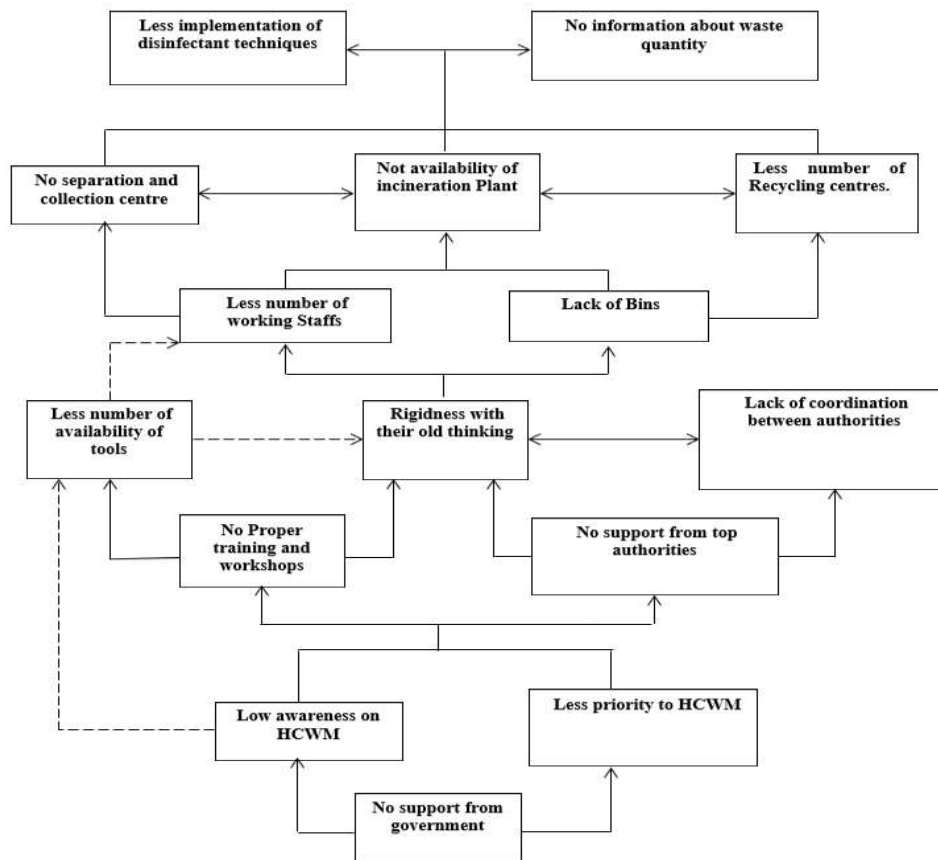 Less implementation of
disinfectant techniques
No information about waste
quantity
No separation and
collection centre
Not availability of
incineration Plant
Less number of
Recycling centres.
Less number of
working Staffs
Lack of Bins
Less number of
availability of
tools
Rigidness with
their old thinking
Lack of coordination
between authorities
No Proper
training and
workshops
No support from top
authorities
Low awareness on
HCWM
Less priority to HCWM
No support from
government